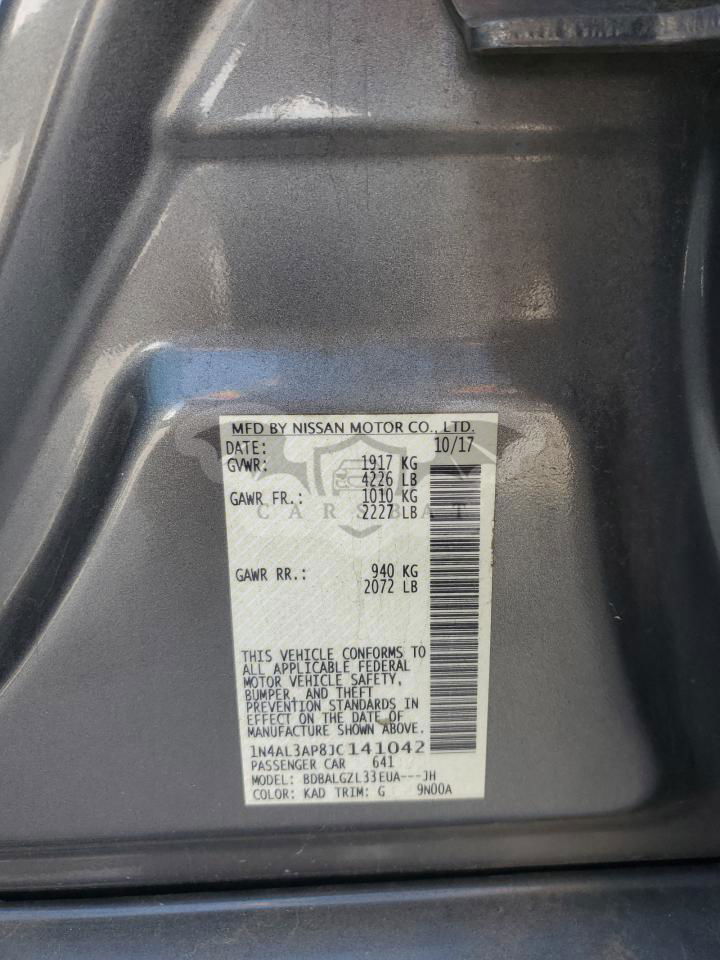 MFD BY NISSAN MOTOR CO., LTD.
DATE: 10/17
GVWR: 1917 KG
4226 LB
GAWR FR.: 1010 KG
2227 LB
CARSBAT
GAWR RR.: 940 KG
2072 LB
THIS VEHICLE CONFORMS TO
ALL APPLICABLE FEDERAL
MOTOR VEHICLE SAFETY,
BUMPER, AND THEFT
PREVENTION STANDARDS IN
EFFECT ON THE DATE OF
MANUFACTURE SHOWN ABOVE.
1N4AL3AP8JC141042
PASSENGER CAR 641
MODEL: BDBALGZL33EUA---JH
COLOR: KAD TRIM: G 9N00A